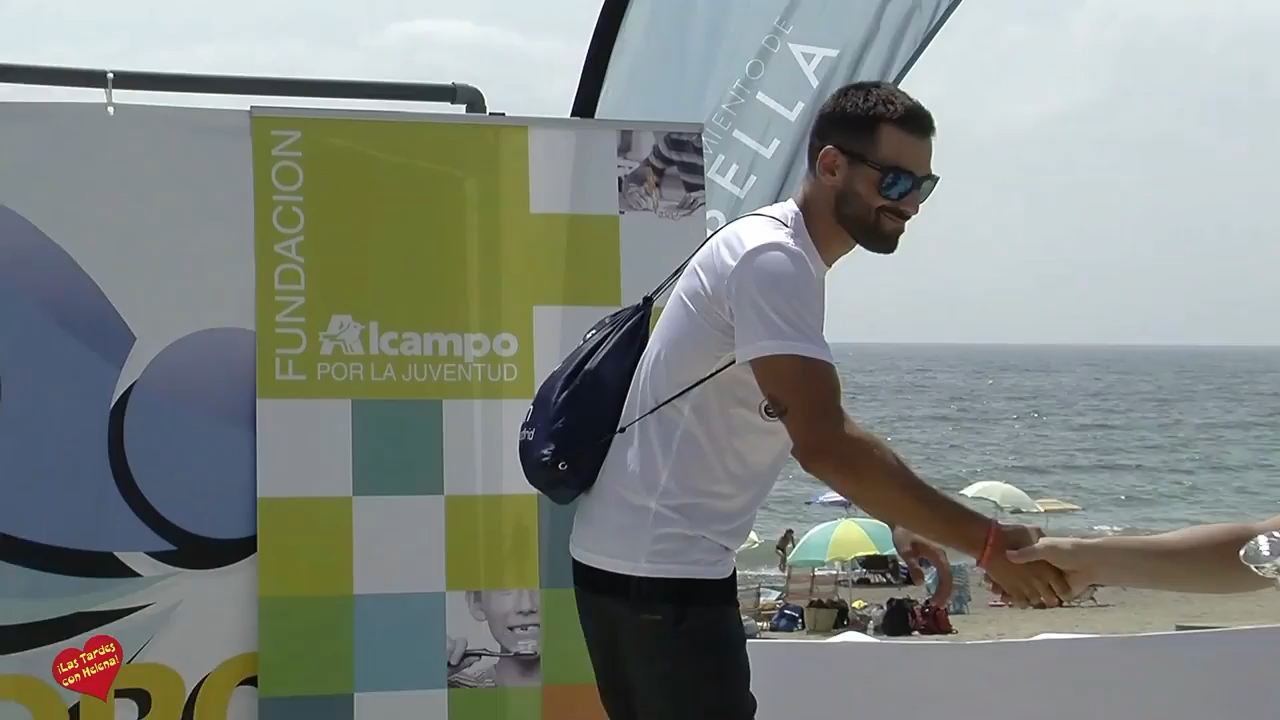 FUNDACION
Alcampo
POR LA JUVENTUD
MIENTO DE
ELLA
¡Las Tardes
con Helena!